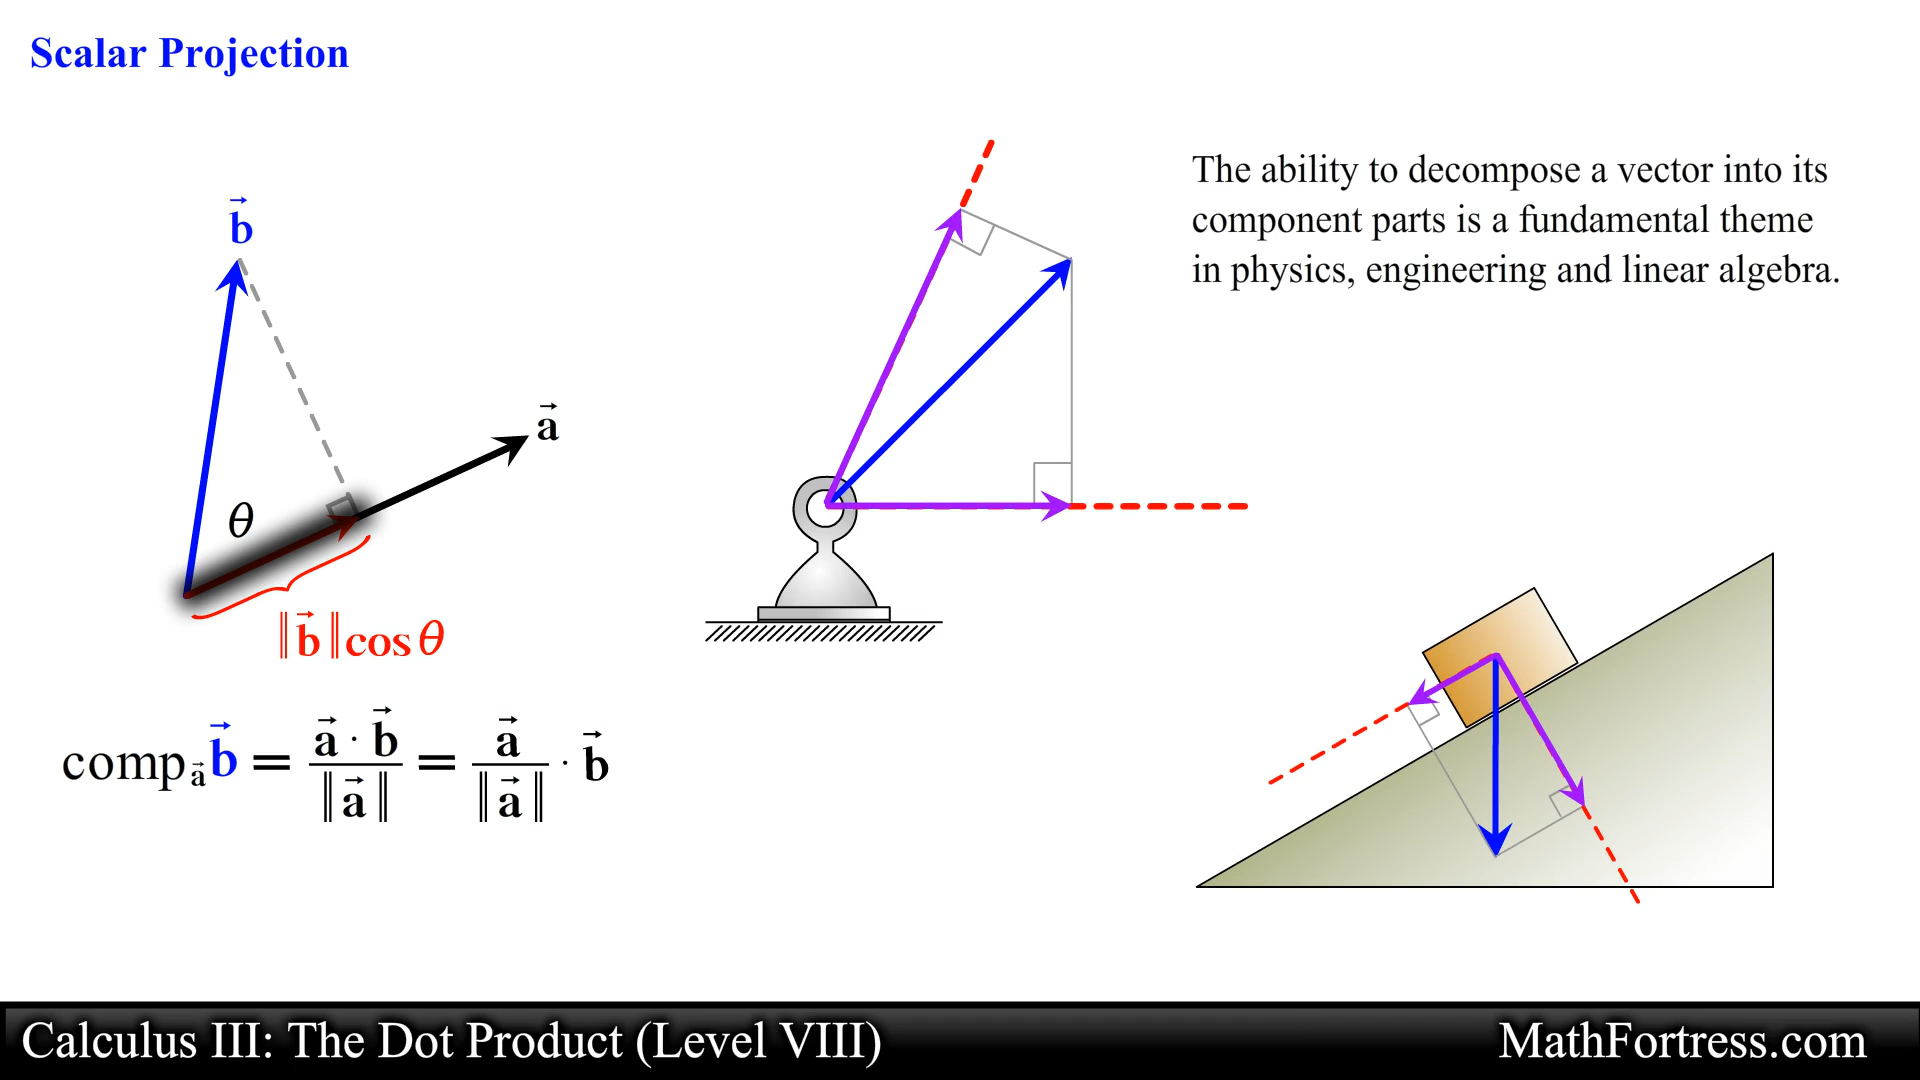 Scalar Projection
The ability to decompose a vector into its
component parts is a fundamental theme
in physics, engineering and linear algebra.
b⃗
a⃗
θ
‖b⃗‖cos θ
comp_a⃗ b⃗ = (a⃗ · b⃗)/‖a⃗‖ = a⃗/‖a⃗‖ · b⃗
Calculus III: The Dot Product (Level VIII)
MathFortress.com